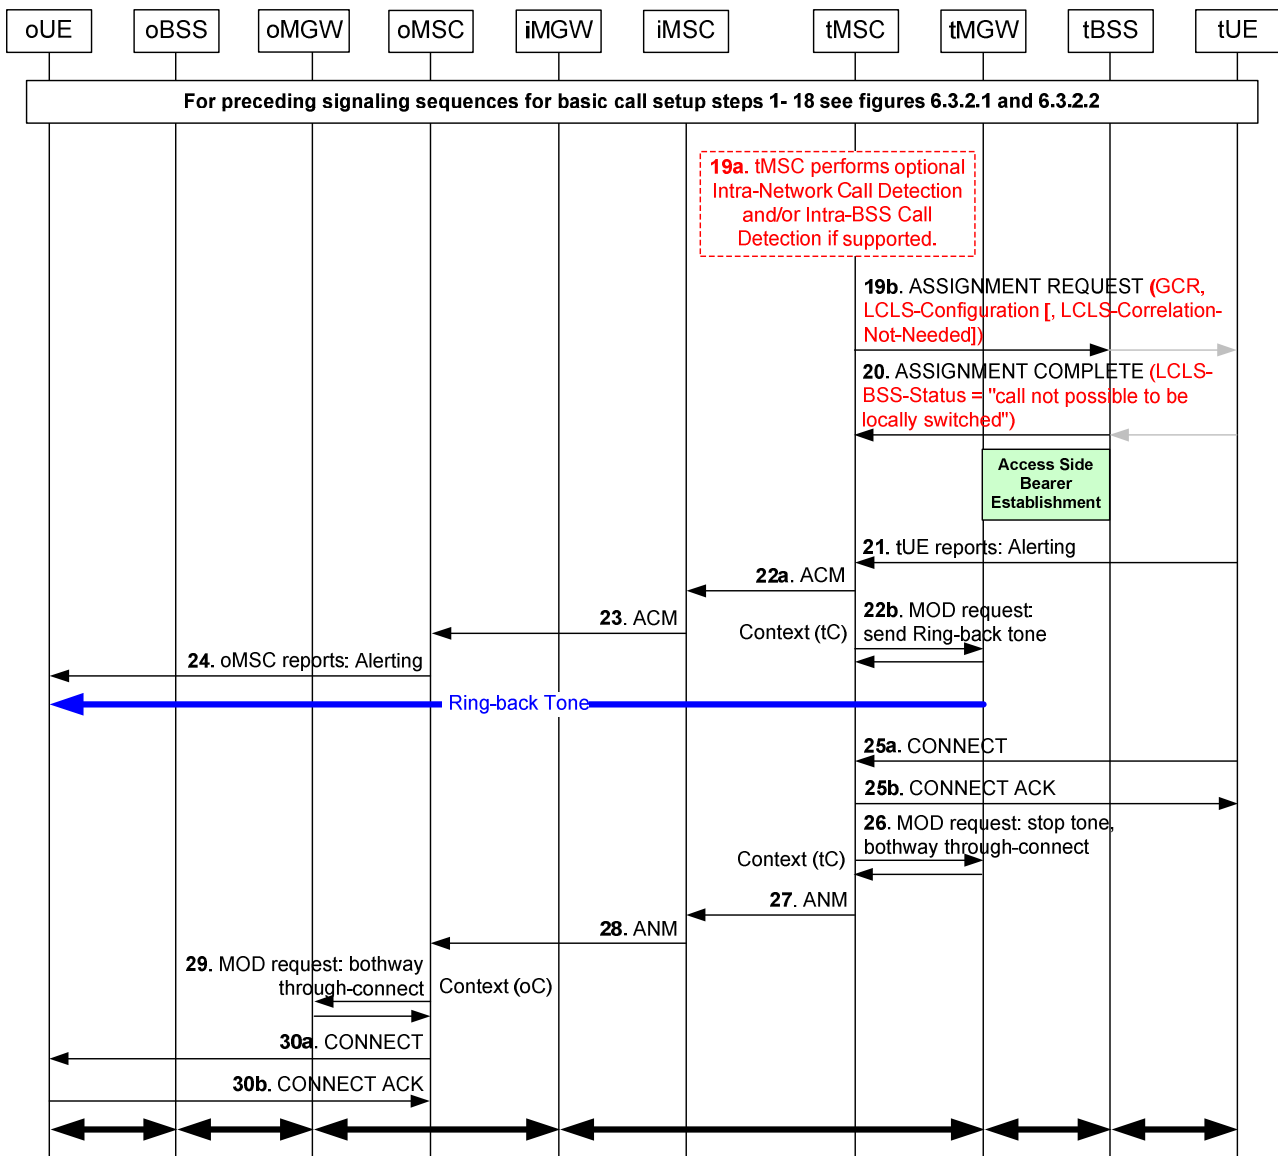 oUE oBSS oMGW oMSC iMGW iMSC tMSC tMGW tBSS tUE
For preceding signaling sequences for basic call setup steps 1- 18 see figures 6.3.2.1 and 6.3.2.2
19a. tMSC performs optional
Intra-Network Call Detection
and/or Intra-BSS Call
Detection if supported.
19b. ASSIGNMENT REQUEST (GCR,
LCLS-Configuration [, LCLS-Correlation-
Not-Needed])
20. ASSIGNMENT COMPLETE (LCLS-
BSS-Status = "call not possible to be
locally switched")
Access Side
Bearer
Establishment
21. tUE reports: Alerting
22a. ACM
22b. MOD request:
send Ring-back tone
Context (tC)
23. ACM
24. oMSC reports: Alerting
Ring-back Tone
25a. CONNECT
25b. CONNECT ACK
26. MOD request: stop tone,
bothway through-connect
Context (tC)
27. ANM
28. ANM
29. MOD request: bothway
through-connect
Context (oC)
30a. CONNECT
30b. CONNECT ACK